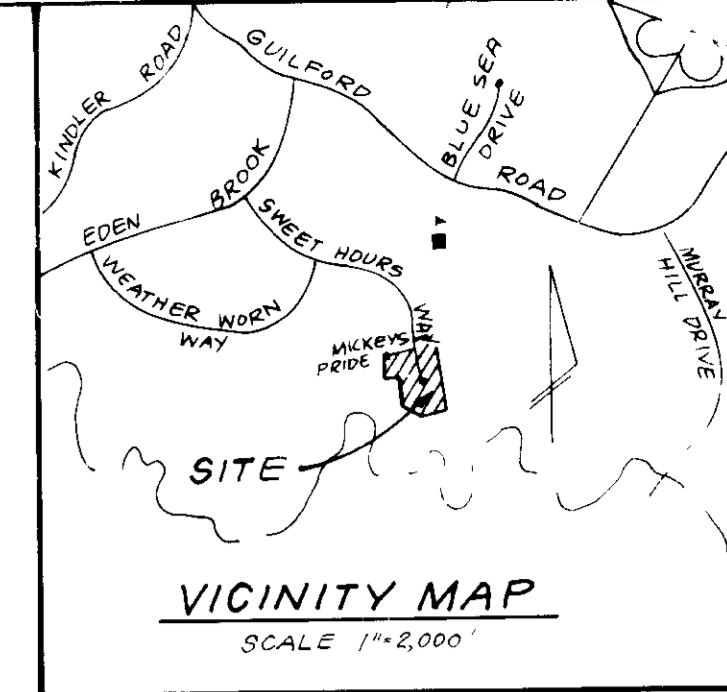 KINDLER ROAD
GUILFORD
ROAD
BLUE SEA
DRIVE
EDEN
BROOK
SWEET HOURS
WAY
WEATHER WORN
WAY
MURRAY
HILL DRIVE
MICKEYS
PRIDE
SITE
VICINITY MAP
SCALE 1"=2,000'